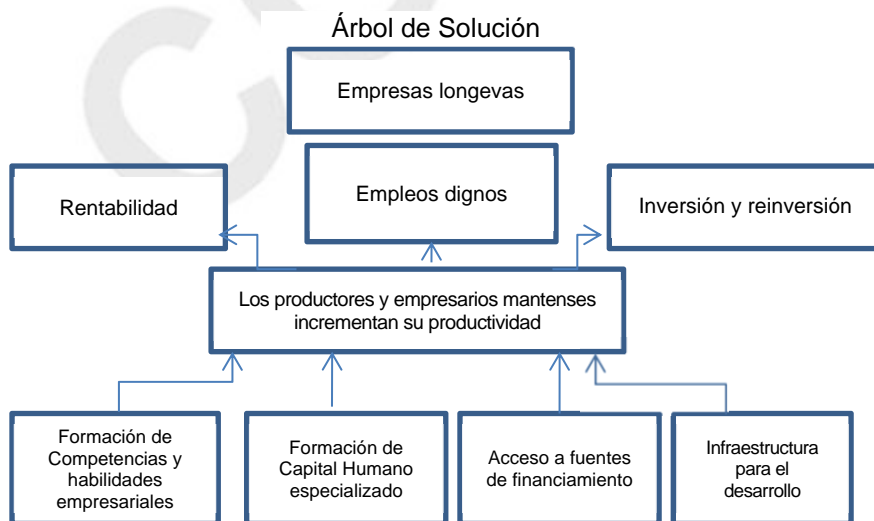 Árbol de Solución
Empresas longevas
Rentabilidad
Empleos dignos
Inversión y reinversión
Los productores y empresarios mantenses
incrementan su productividad
Formación de
Competencias y
habilidades
empresariales
Formación de
Capital Humano
especializado
Acceso a fuentes
de financiamiento
Infraestructura
para el
desarrollo